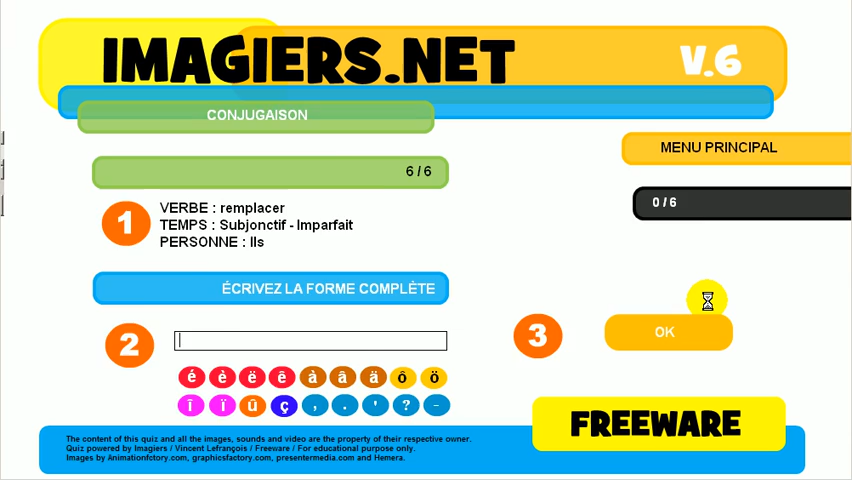 IMAGIERS.NET
V.6
CONJUGAISON
MENU PRINCIPAL
6 / 6
0 / 6
1
VERBE : remplacer
TEMPS : Subjonctif - Imparfait
PERSONNE : Ils
ÉCRIVEZ LA FORME COMPLÈTE
2
3
OK
é è ë ê à â ä ô ö
î ï û ç , . ' ? -
FREEWARE
The content of this quiz and all the images, sounds and video are the property of their respective owner.
Quiz powered by Imagiers / Vincent Lefrançois / Freeware / For educational purpose only.
Images by Animationfctory.com, graphicsfactory.com, presentermedia.com and Hemera.